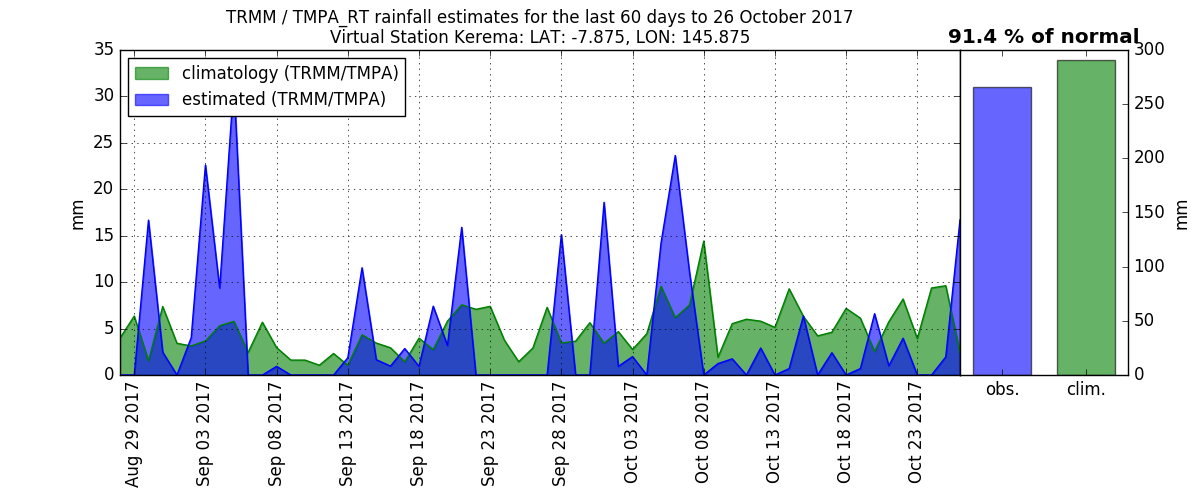 TRMM / TMPA_RT rainfall estimates for the last 60 days to 26 October 2017
Virtual Station Kerema: LAT: -7.875, LON: 145.875
91.4 % of normal
climatology (TRMM/TMPA)
estimated (TRMM/TMPA)
35
30
25
20
15
10
5
0
mm
Aug 29 2017
Sep 03 2017
Sep 08 2017
Sep 13 2017
Sep 18 2017
Sep 23 2017
Sep 28 2017
Oct 03 2017
Oct 08 2017
Oct 13 2017
Oct 18 2017
Oct 23 2017
obs.
clim.
300
250
200
150
100
50
0
mm